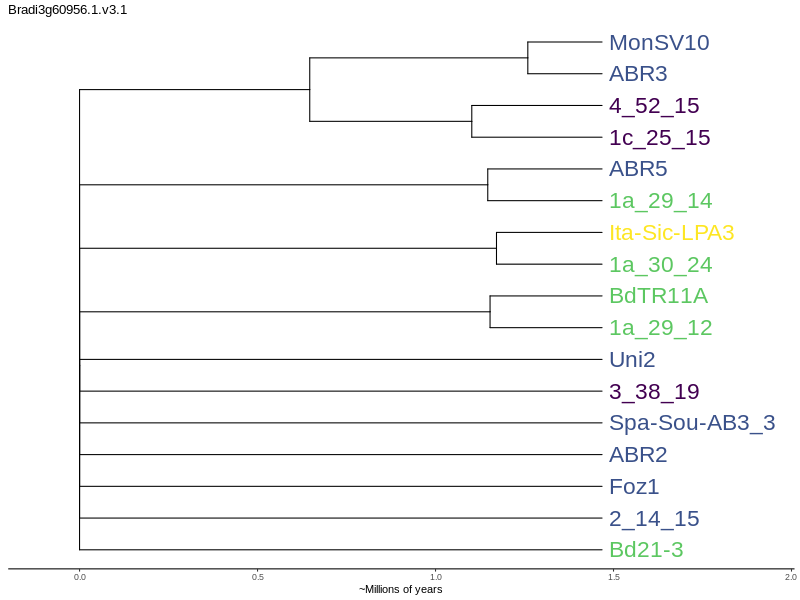 Bradi3g60956.1.v3.1
MonSV10
ABR3
4_52_15
1c_25_15
ABR5
1a_29_14
Ita-Sic-LPA3
1a_30_24
BdTR11A
1a_29_12
Uni2
3_38_19
Spa-Sou-AB3_3
ABR2
Foz1
2_14_15
Bd21-3
0.0 0.5 1.0 1.5 2.0
~Millions of years